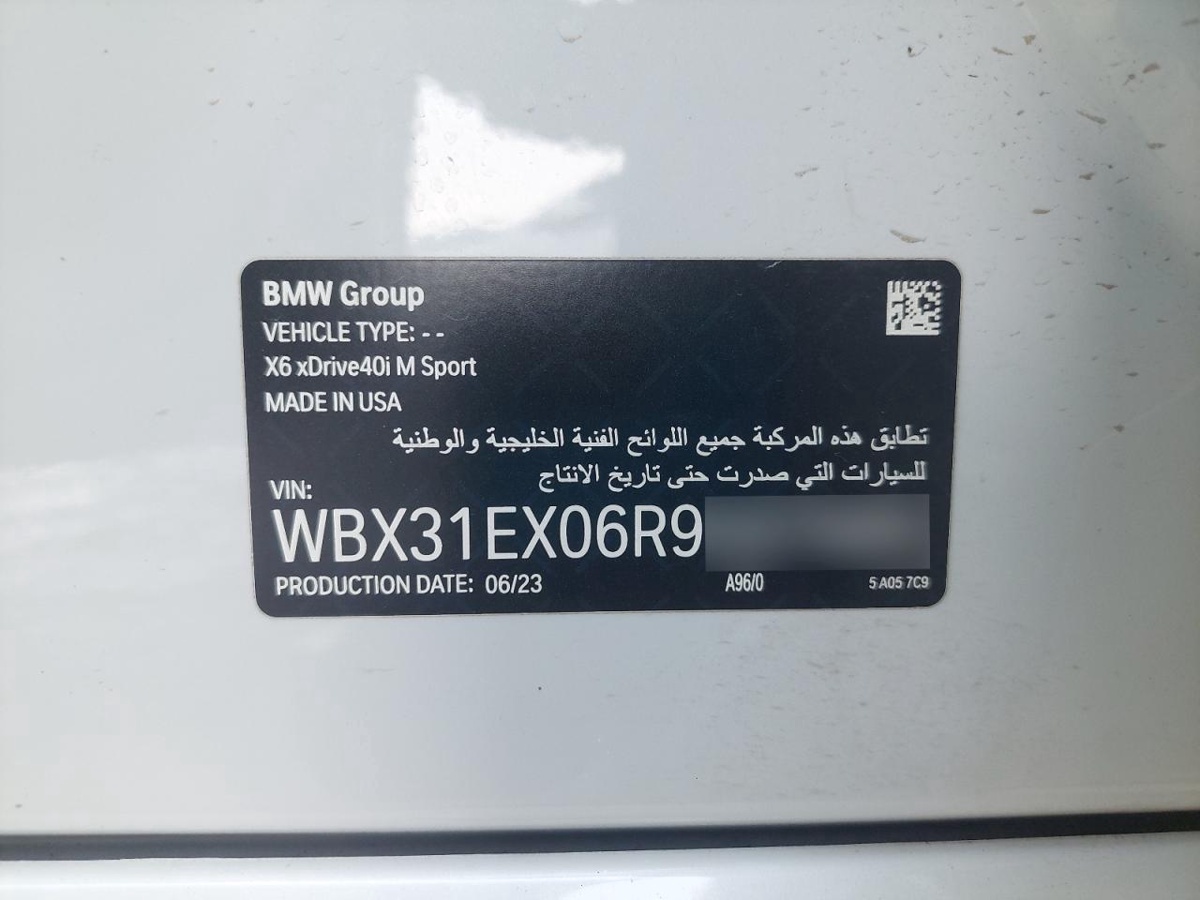 BMW Group
VEHICLE TYPE: - -
X6 xDrive40i M Sport
MADE IN USA
تطابق هذه المركبة جميع اللوائح الفنية الخليجية والوطنية
للسيارات التي صدرت حتى تاريخ الانتاج
VIN:
WBX31EX06R9
PRODUCTION DATE: 06/23 A96/0 5 A05 7C9